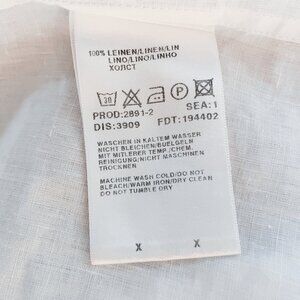 100% LEINEN/LINEN/LIN
LINO/LINO/LINHO
ХОЛСТ
30 P
PROD:2891-2 SEA:1
DIS:3909 FDT:194402
WASCHEN IN KALTEM WASSER
NICHT BLEICHEN/BUELGELN
MIT MITLERER TEMP./CHEM.
REINIGUNG/NICHT MASCHINEN
TROCKNEN
MACHINE WASH COLD/DO NOT
BLEACH/WARM IRON/DRY CLEAN
DO NOT TUMBLE DRY
X X